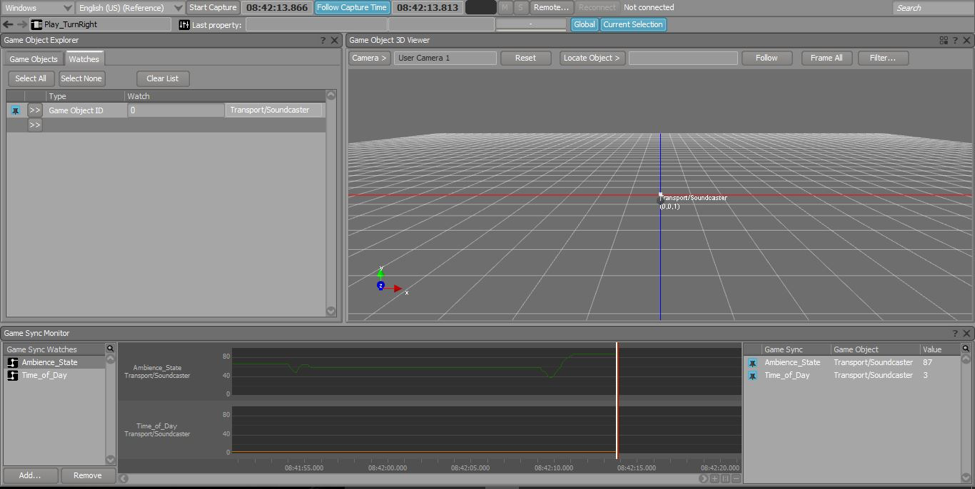 Windows English (US) (Reference) Start Capture 08:42:13.866 Follow Capture Time 08:42:13.813 M S Remote... Reconnect Not connected Search
Play_TurnRight Last property: Global Current Selection
Game Object Explorer ? X
Game Objects Watches
Select All Select None Clear List
Type Watch
>> Game Object ID 0 Transport/Soundcaster
>>
Game Object 3D Viewer ? X
Camera > User Camera 1 Reset Locate Object > Follow Frame All Filter...
Transport/Soundcaster
(0,0,1)
y
z
x
Game Sync Monitor ? X
Game Sync Watches
Ambience_State
Time_of_Day
Add... Remove
Ambience_State
Transport/Soundcaster
80
40
0
Time_of_Day
Transport/Soundcaster
80
40
0
08:41:55.000 08:42:00.000 08:42:05.000 08:42:10.000 08:42:15.000 08:42:20.000
Game Sync Game Object Value
Ambience_State Transport/Soundcaster 87
Time_of_Day Transport/Soundcaster 3